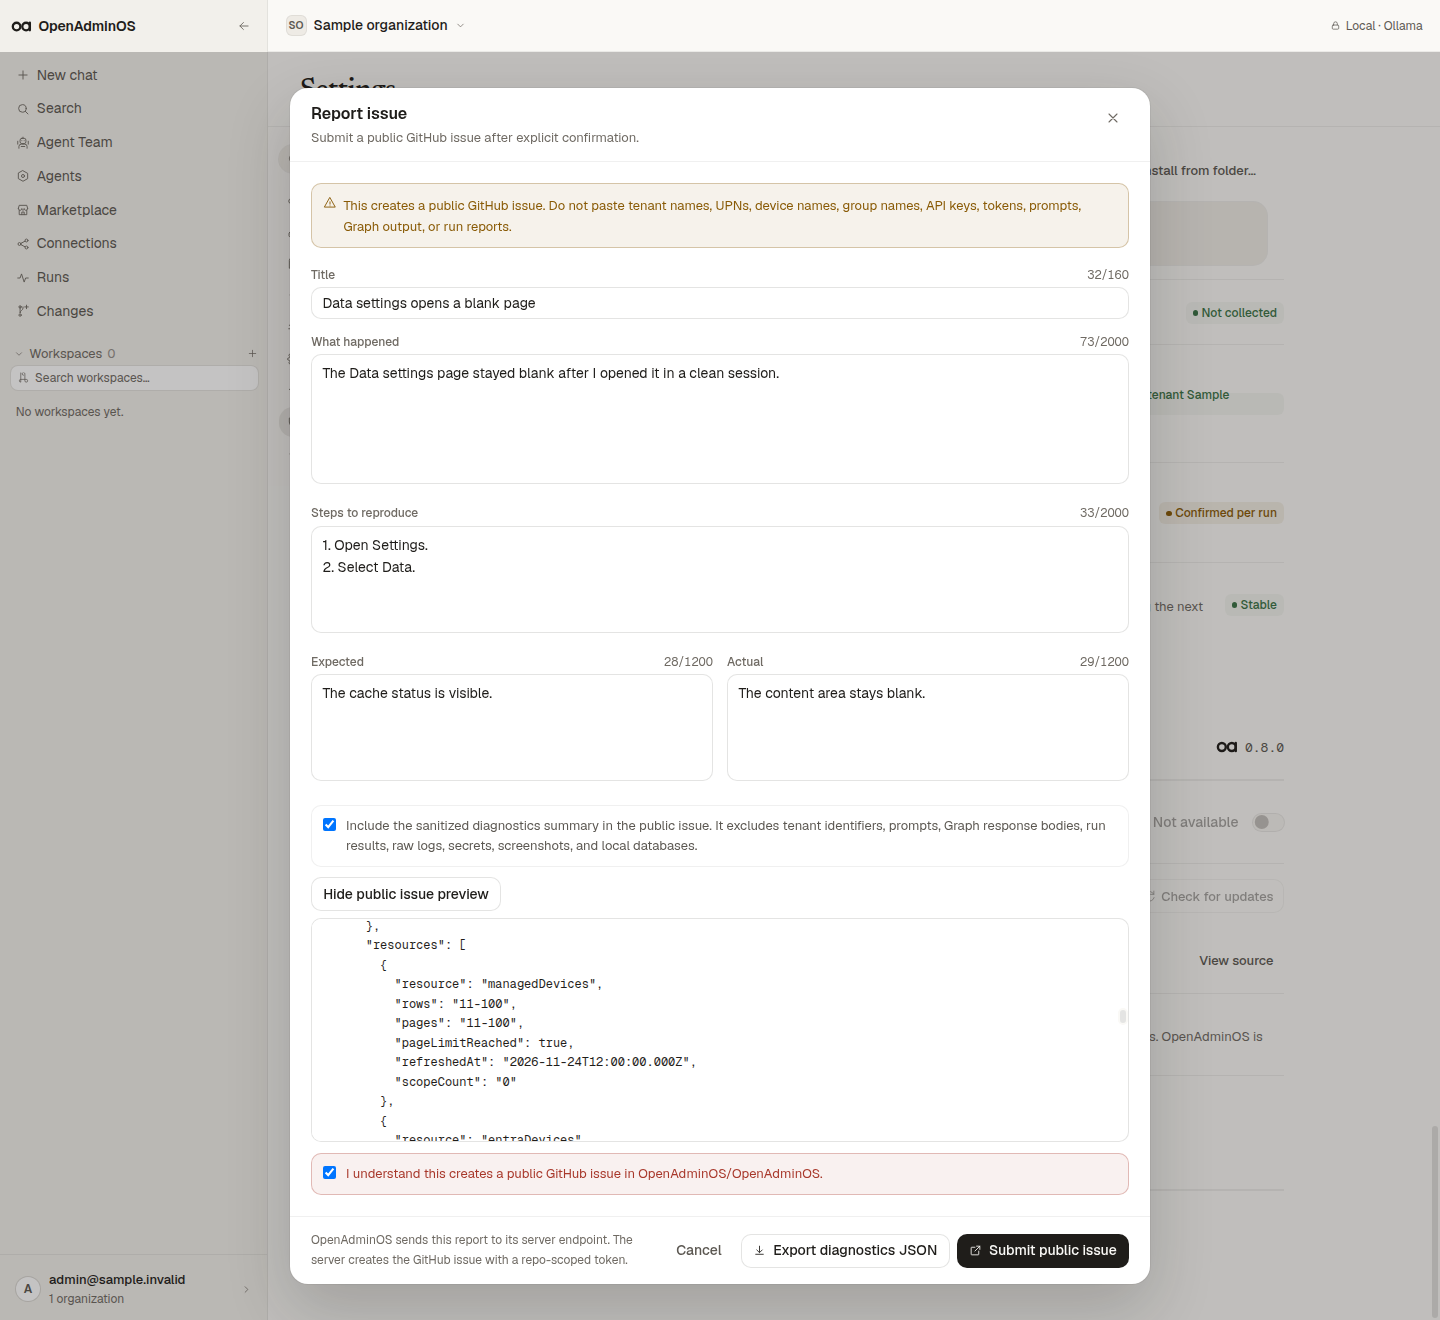 OpenAdminOS
SO Sample organization
Local · Ollama
New chat
Search
Agent Team
Agents
Marketplace
Connections
Runs
Changes
Workspaces 0
Search workspaces...
No workspaces yet.
admin@sample.invalid
A
1 organization
Settings
Report issue
Submit a public GitHub issue after explicit confirmation.
This creates a public GitHub issue. Do not paste tenant names, UPNs, device names, group names, API keys, tokens, prompts,
Graph output, or run reports.
Title 32/160
Data settings opens a blank page
What happened 73/2000
The Data settings page stayed blank after I opened it in a clean session.
Steps to reproduce 33/2000
1. Open Settings.
2. Select Data.
Expected 28/1200
The cache status is visible.
Actual 29/1200
The content area stays blank.
Include the sanitized diagnostics summary in the public issue. It excludes tenant identifiers, prompts, Graph response bodies, run
results, raw logs, secrets, screenshots, and local databases.
Hide public issue preview
},
"resources": [
{
"resource": "managedDevices",
"rows": "11-100",
"pages": "11-100",
"pageLimitReached": true,
"refreshedAt": "2026-11-24T12:00:00.000Z",
"scopeCount": "0"
},
{
"resource": "entraDevices"
I understand this creates a public GitHub issue in OpenAdminOS/OpenAdminOS.
OpenAdminOS sends this report to its server endpoint. The
server creates the GitHub issue with a repo-scoped token.
Cancel
Export diagnostics JSON
Submit public issue
stall from folder...
Not collected
tenant Sample
Confirmed per run
the next
Stable
oa 0.8.0
Not available
Check for updates
View source
s. OpenAdminOS is